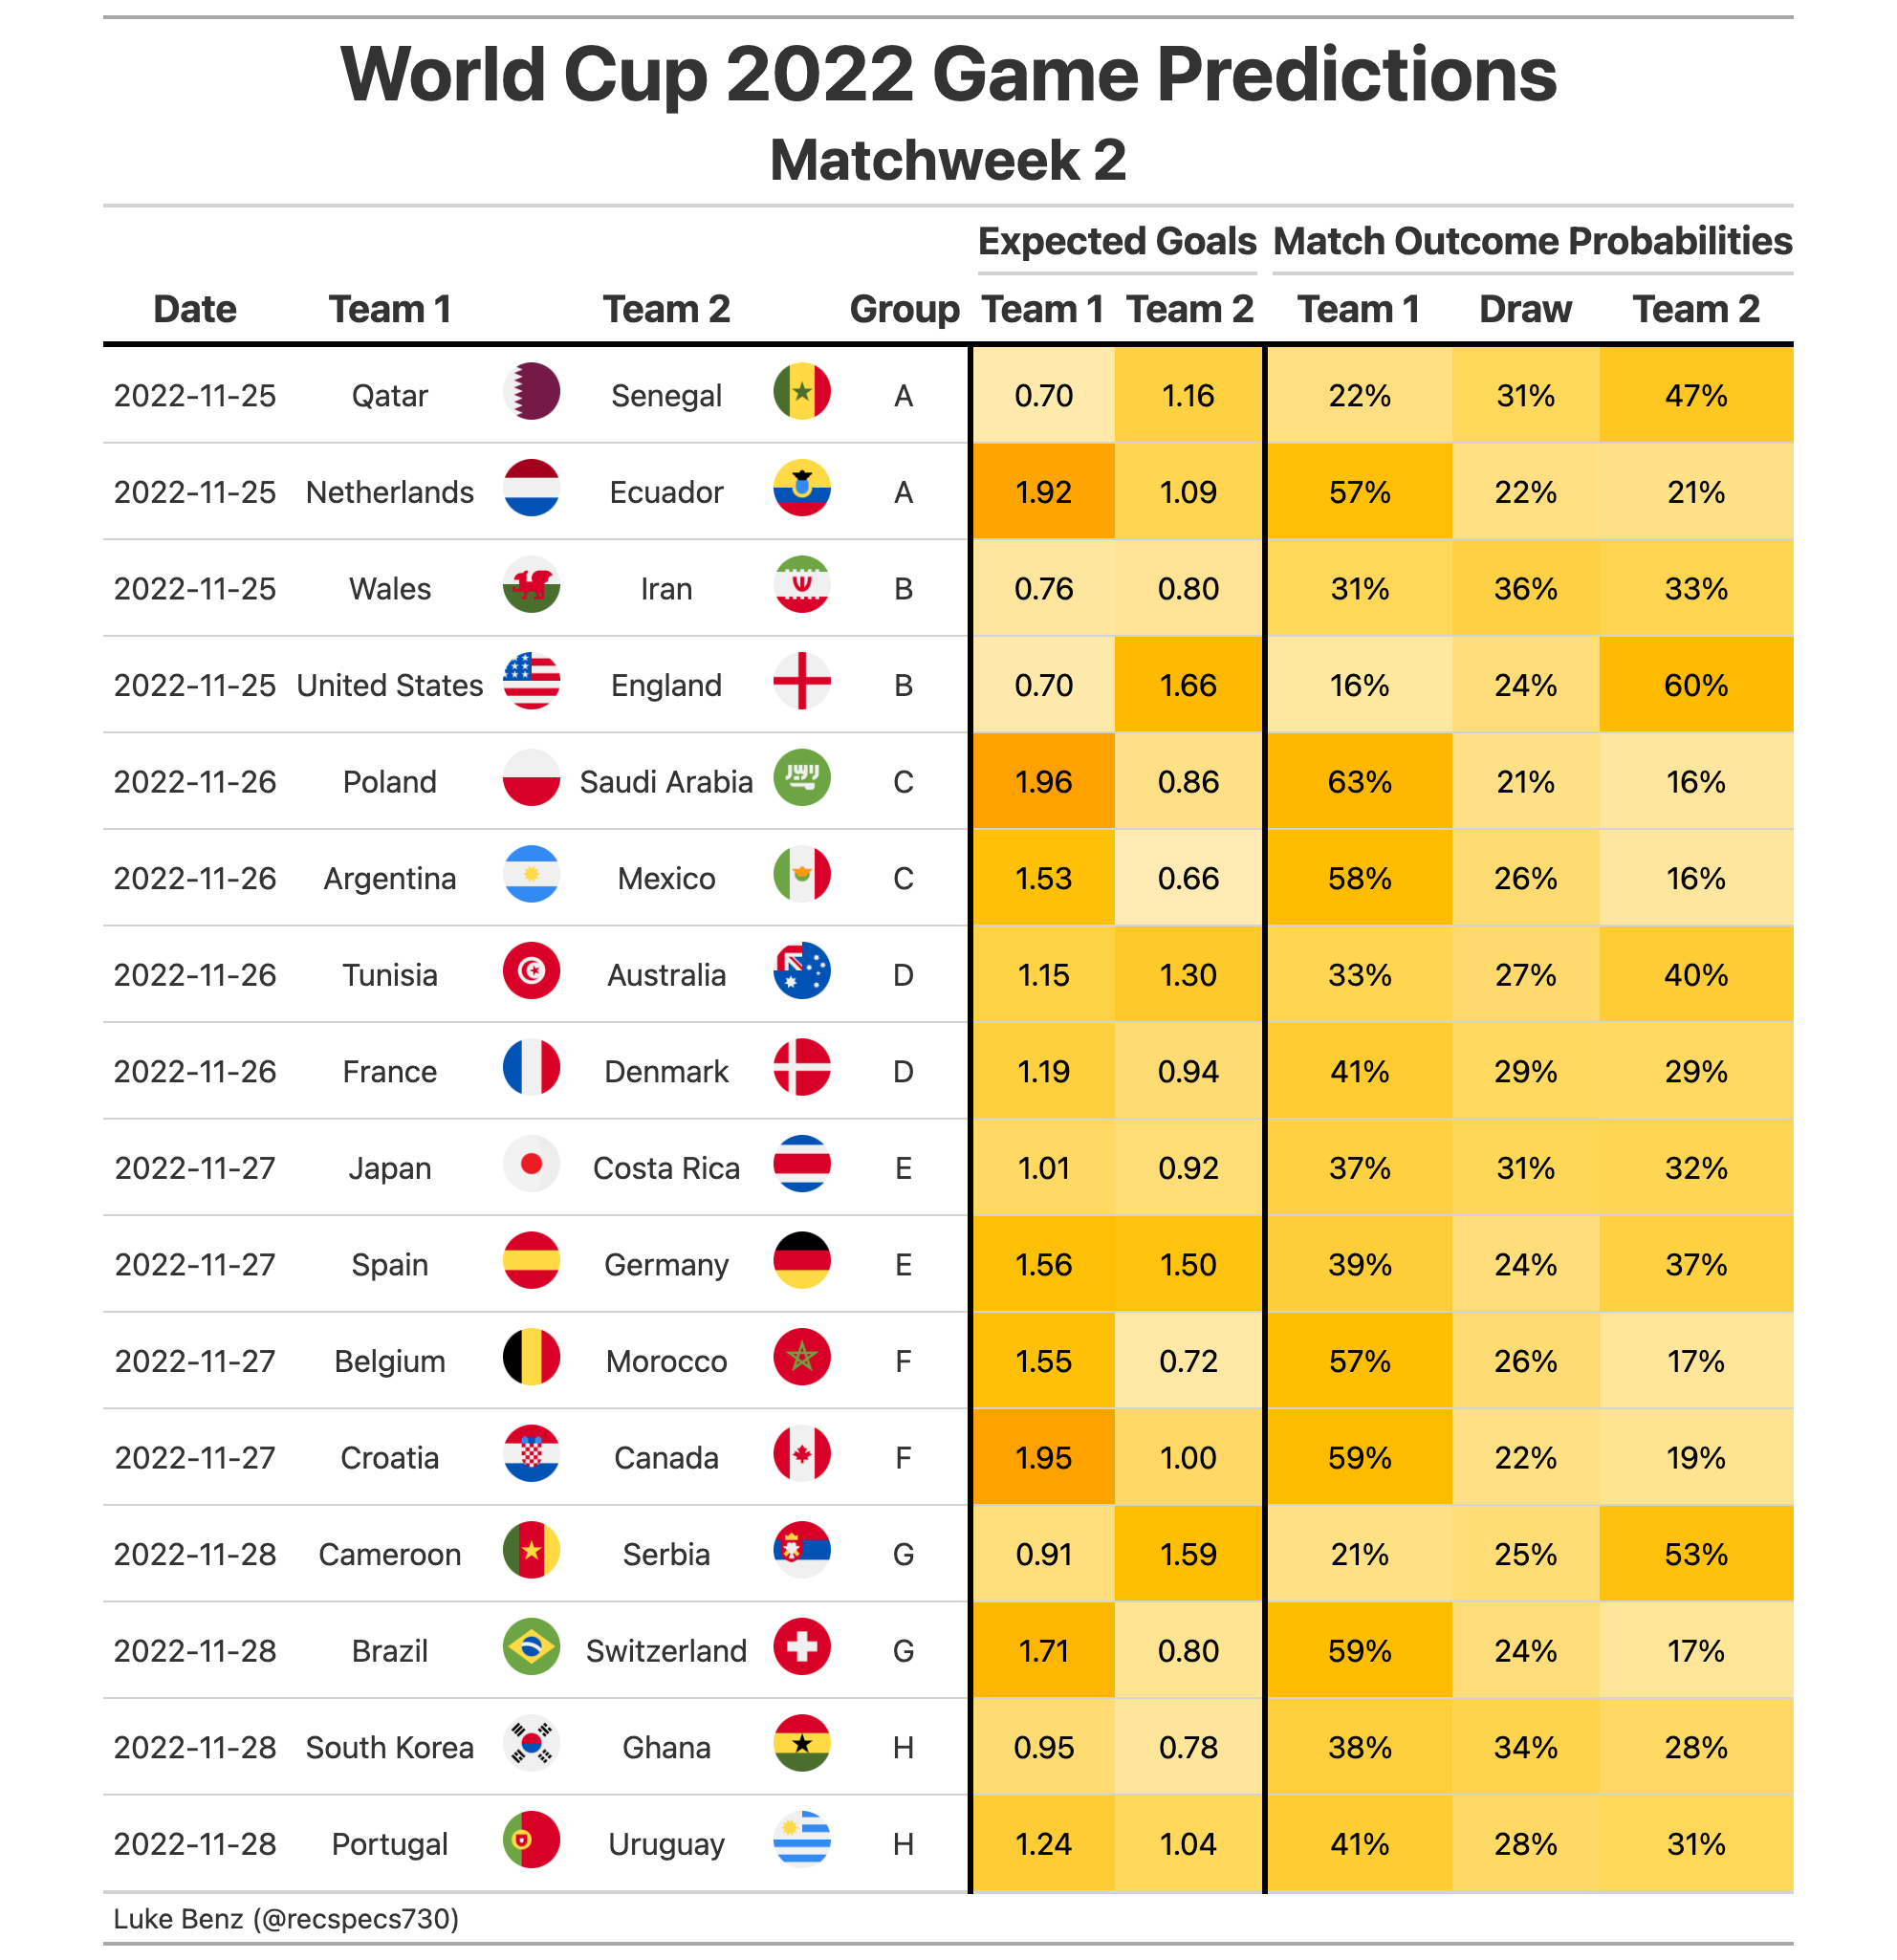 World Cup 2022 Game Predictions
Matchweek 2
Expected Goals Match Outcome Probabilities
Date Team 1 Team 2 Group Team 1 Team 2 Team 1 Draw Team 2
2022-11-25 Qatar Senegal A 0.70 1.16 22% 31% 47%
2022-11-25 Netherlands Ecuador A 1.92 1.09 57% 22% 21%
2022-11-25 Wales Iran B 0.76 0.80 31% 36% 33%
2022-11-25 United States England B 0.70 1.66 16% 24% 60%
2022-11-26 Poland Saudi Arabia C 1.96 0.86 63% 21% 16%
2022-11-26 Argentina Mexico C 1.53 0.66 58% 26% 16%
2022-11-26 Tunisia Australia D 1.15 1.30 33% 27% 40%
2022-11-26 France Denmark D 1.19 0.94 41% 29% 29%
2022-11-27 Japan Costa Rica E 1.01 0.92 37% 31% 32%
2022-11-27 Spain Germany E 1.56 1.50 39% 24% 37%
2022-11-27 Belgium Morocco F 1.55 0.72 57% 26% 17%
2022-11-27 Croatia Canada F 1.95 1.00 59% 22% 19%
2022-11-28 Cameroon Serbia G 0.91 1.59 21% 25% 53%
2022-11-28 Brazil Switzerland G 1.71 0.80 59% 24% 17%
2022-11-28 South Korea Ghana H 0.95 0.78 38% 34% 28%
2022-11-28 Portugal Uruguay H 1.24 1.04 41% 28% 31%
Luke Benz (@recspecs730)